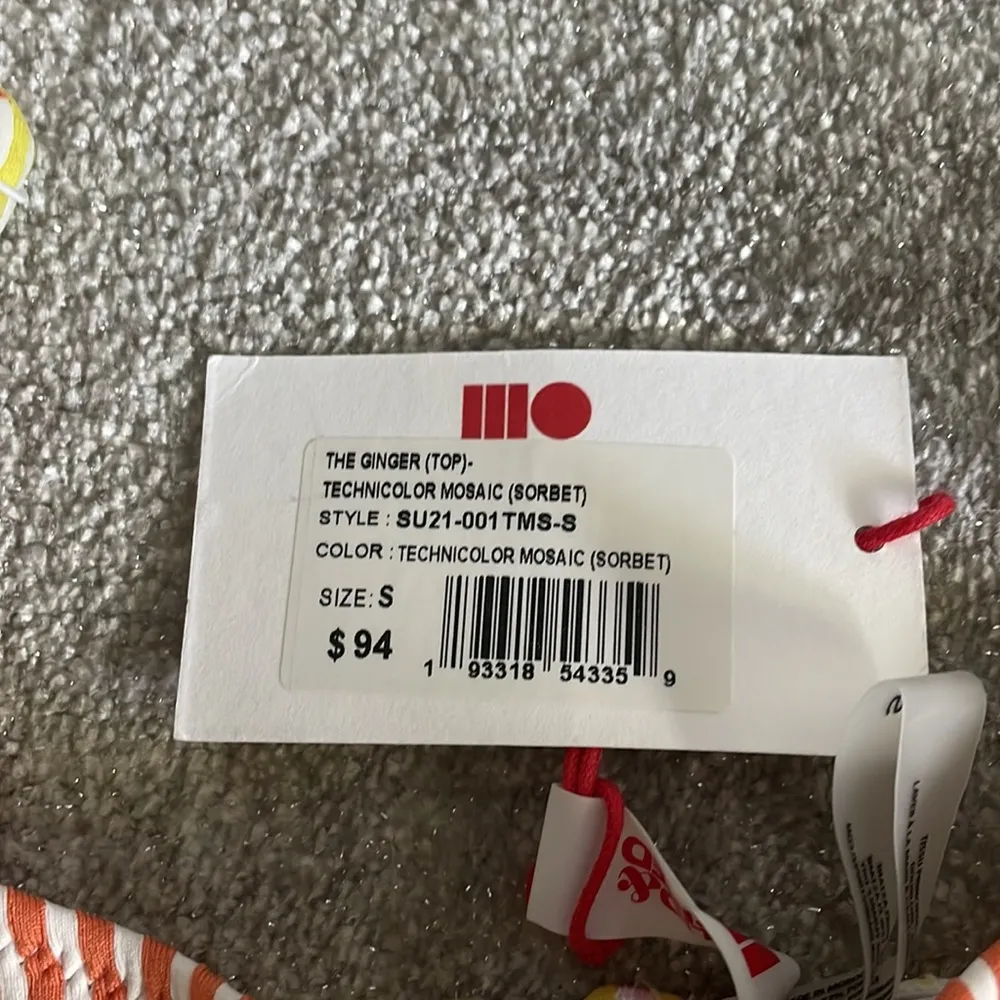 THE GINGER (TOP)-
TECHNICOLOR MOSAIC (SORBET)
STYLE : SU21-001TMS-S
COLOR : TECHNICOLOR MOSAIC (SORBET)
SIZE: S
$ 94
1 93318 54335 9